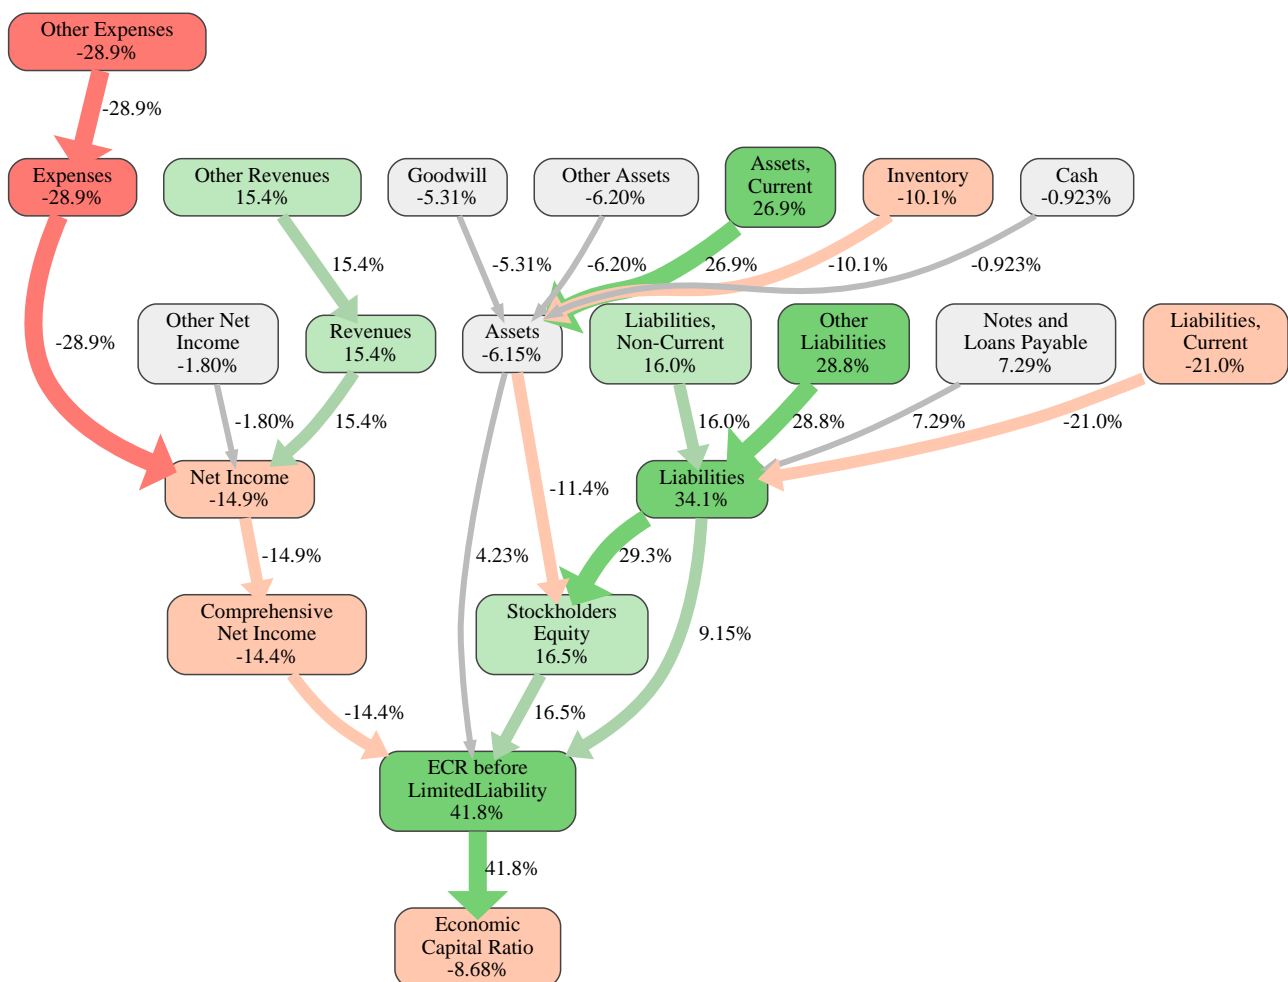 Other Expenses
-28.9%
-28.9%
Expenses
-28.9%
Other Revenues
15.4%
Goodwill
-5.31%
Other Assets
-6.20%
Assets,
Current
26.9%
Inventory
-10.1%
Cash
-0.923%
15.4%
-5.31%
-6.20%
26.9%
-10.1%
-0.923%
-28.9%
Other Net
Income
-1.80%
Revenues
15.4%
Assets
-6.15%
Liabilities,
Non-Current
16.0%
Other
Liabilities
28.8%
Notes and
Loans Payable
7.29%
Liabilities,
Current
-21.0%
-1.80%
15.4%
16.0%
28.8%
7.29%
-21.0%
Net Income
-14.9%
-11.4%
Liabilities
34.1%
-14.9%
4.23%
29.3%
Comprehensive
Net Income
-14.4%
Stockholders
Equity
16.5%
9.15%
-14.4%
16.5%
ECR before
LimitedLiability
41.8%
41.8%
Economic
Capital Ratio
-8.68%